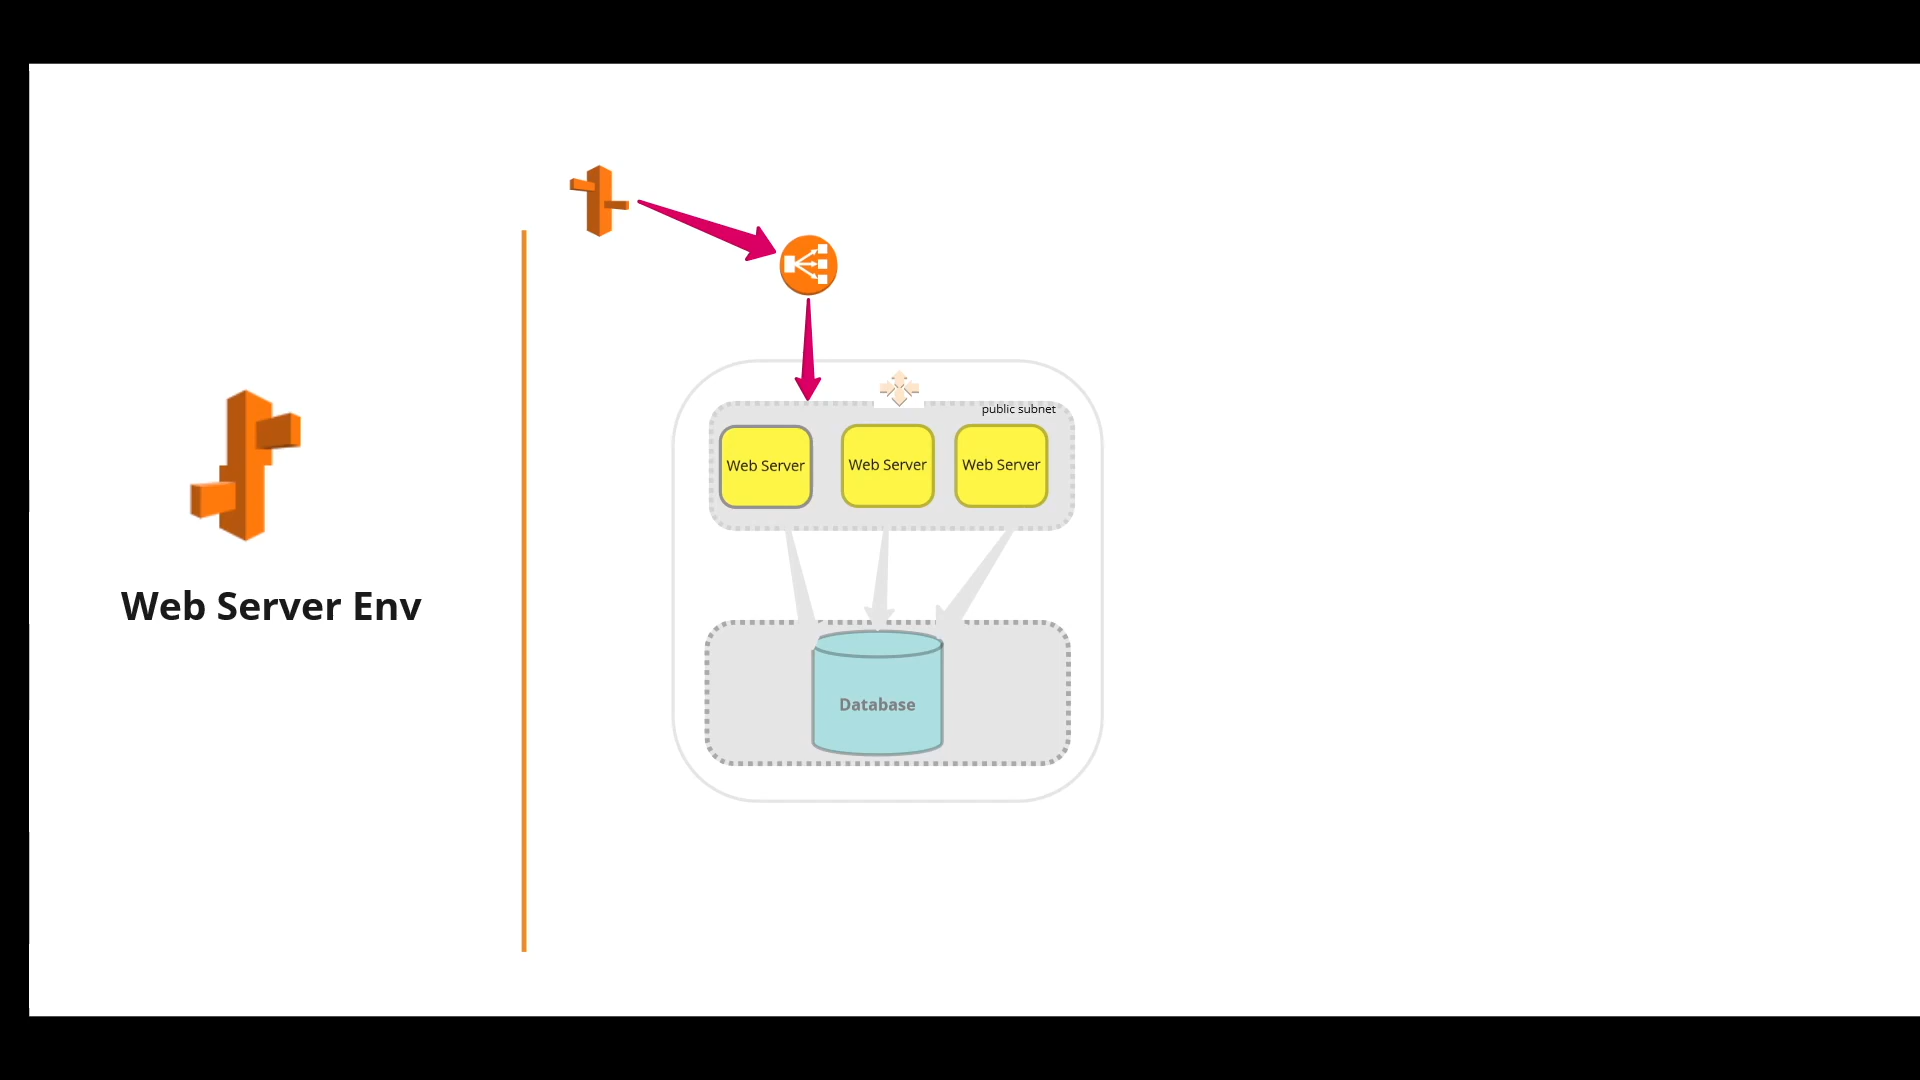 public subnet
Web Server
Web Server
Web Server
Web Server Env
Database